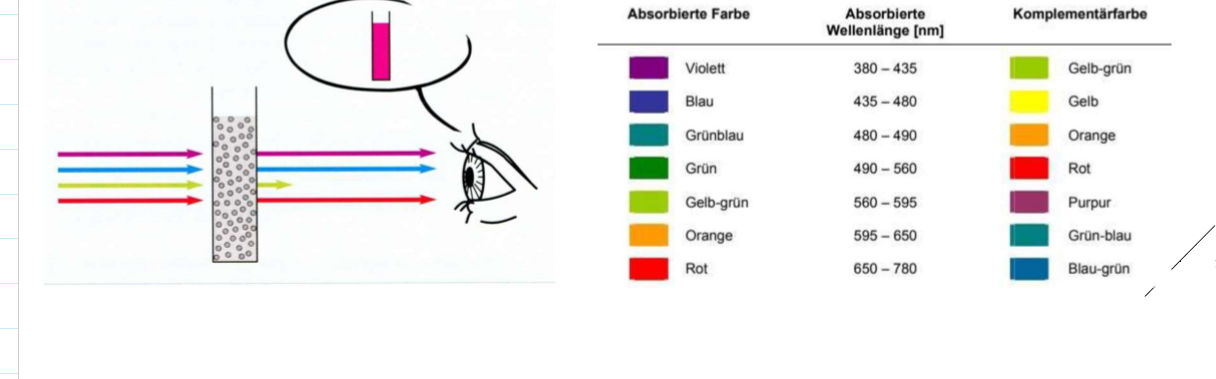 Absorbierte Farbe Absorbierte Wellenlänge [nm] Komplementärfarbe
Violett 380 – 435 Gelb-grün
Blau 435 – 480 Gelb
Grünblau 480 – 490 Orange
Grün 490 – 560 Rot
Gelb-grün 560 – 595 Purpur
Orange 595 – 650 Grün-blau
Rot 650 – 780 Blau-grün